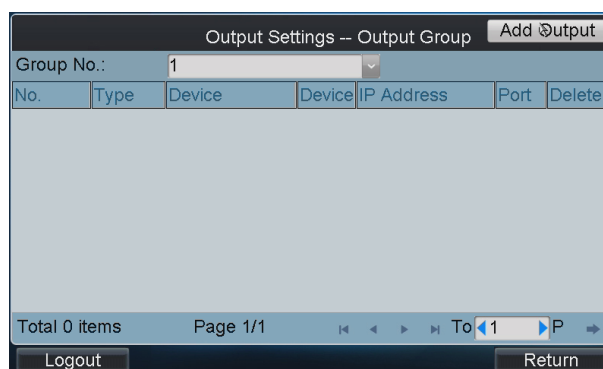 Output Settings -- Output Group Add Output
Group No.: 1
No. Type Device Device IP Address Port Delete
Total 0 items Page 1/1 To 1 P
Logout Return